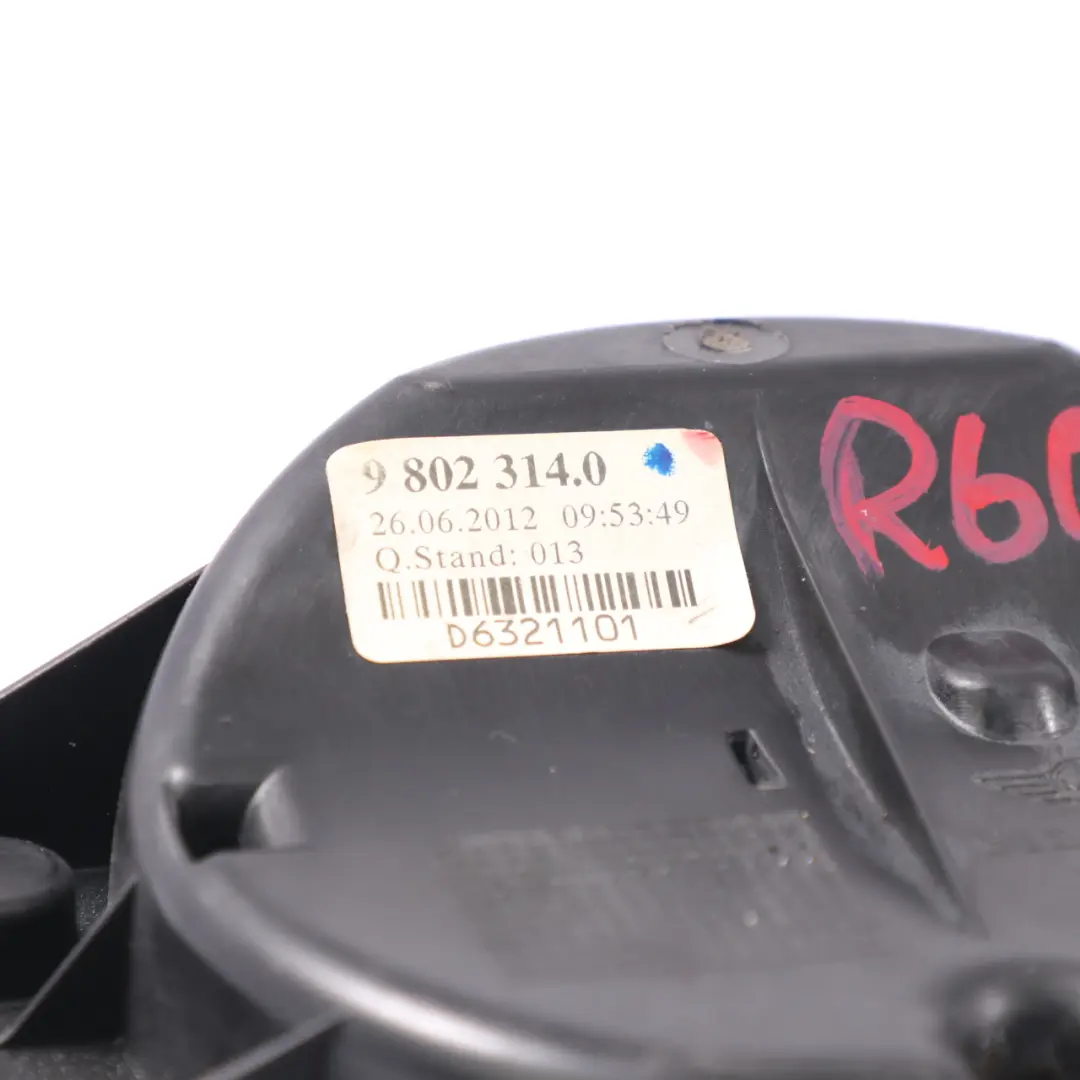 9 802 314.0
26.06.2012 09:53:49
Q.Stand: 013
D6321101
R60